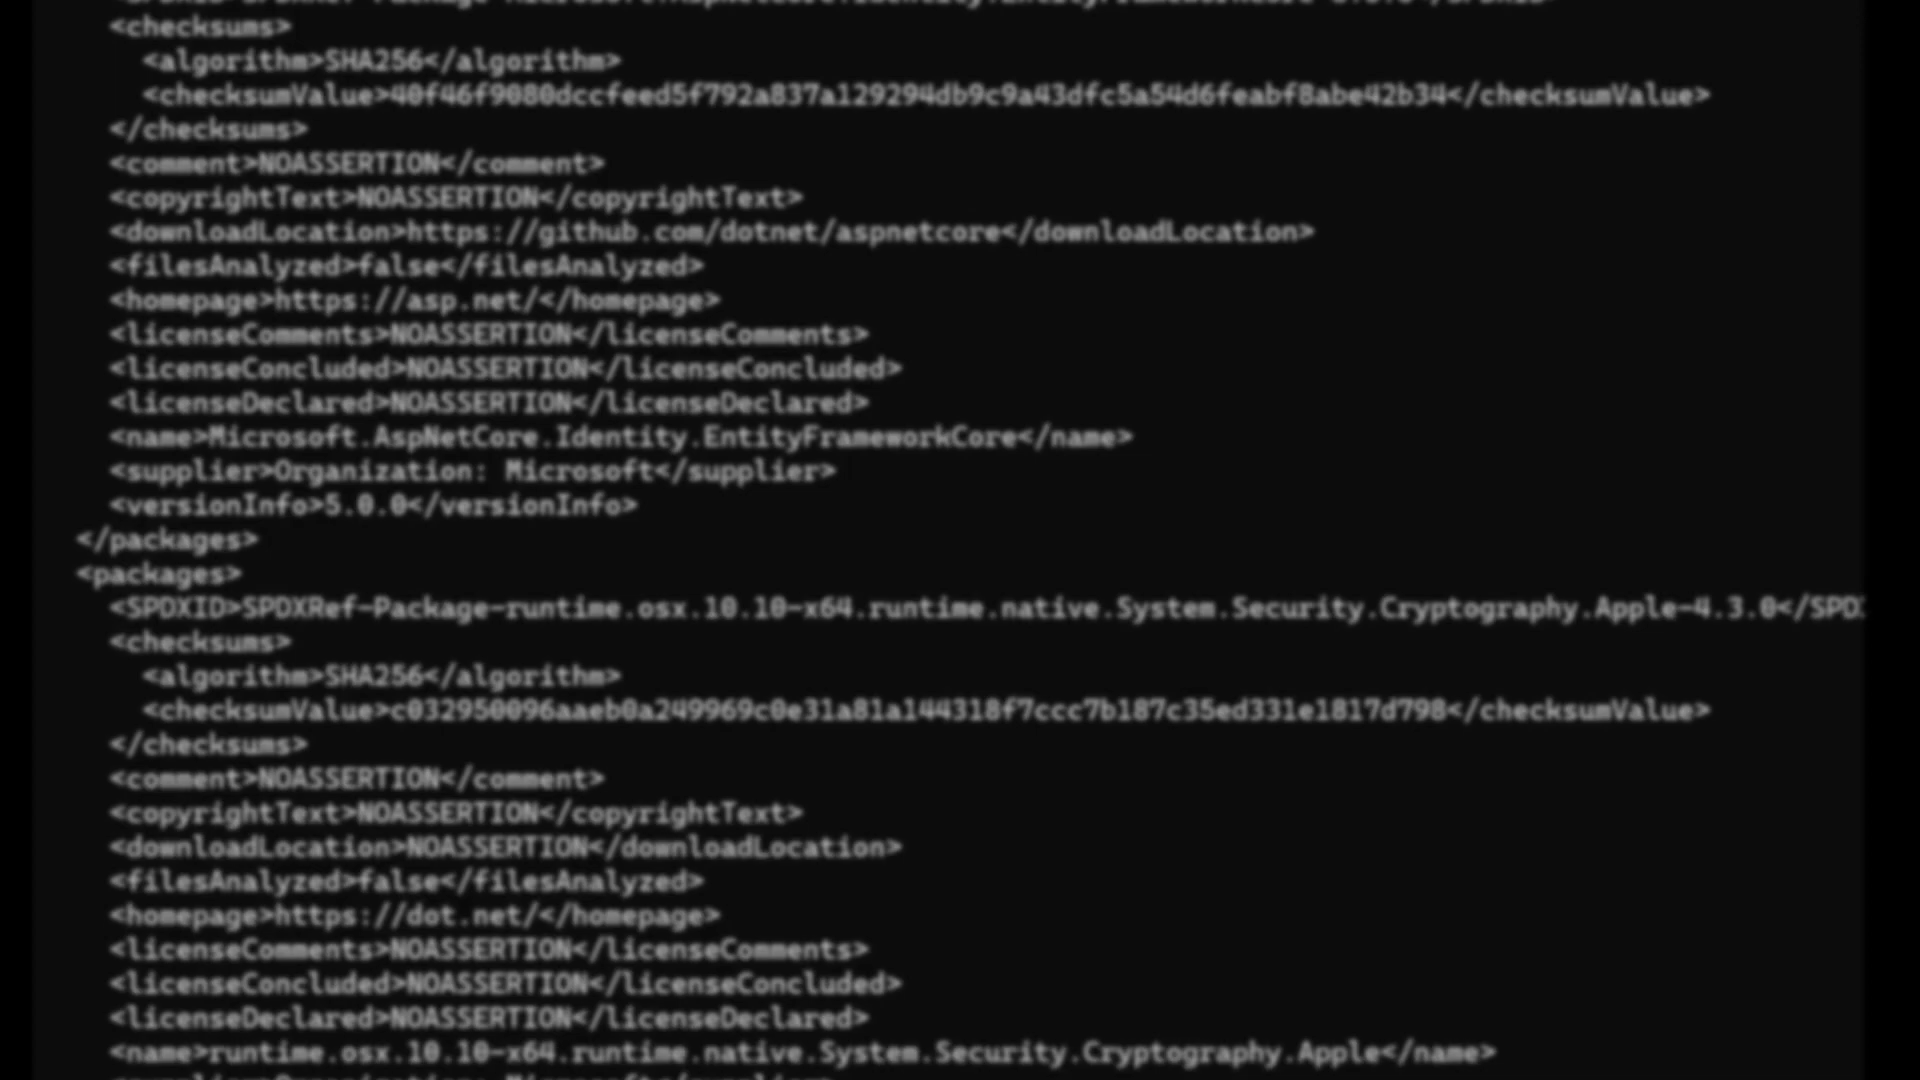 <checksums>
<algorithm>SHA256</algorithm>
<checksumValue>40f46f9080dccfeed5f792a837a129294db9c9a43dfc5a54d6feabf8abe42b34</checksumValue>
</checksums>
<comment>NOASSERTION</comment>
<copyrightText>NOASSERTION</copyrightText>
<downloadLocation>https://github.com/dotnet/aspnetcore</downloadLocation>
<filesAnalyzed>false</filesAnalyzed>
<homepage>https://asp.net/</homepage>
<licenseComments>NOASSERTION</licenseComments>
<licenseConcluded>NOASSERTION</licenseConcluded>
<licenseDeclared>NOASSERTION</licenseDeclared>
<name>Microsoft.AspNetCore.Identity.EntityFrameworkCore</name>
<supplier>Organization: Microsoft</supplier>
<versionInfo>5.0.0</versionInfo>
</packages>
<packages>
<SPDXID>SPDXRef-Package-runtime.osx.10.10-x64.runtime.native.System.Security.Cryptography.Apple-4.3.0</SPD
<checksums>
<algorithm>SHA256</algorithm>
<checksumValue>c032950096aaeb0a249969c0e31a81a144318f7ccc7b187c35ed331e1817d798</checksumValue>
</checksums>
<comment>NOASSERTION</comment>
<copyrightText>NOASSERTION</copyrightText>
<downloadLocation>NOASSERTION</downloadLocation>
<filesAnalyzed>false</filesAnalyzed>
<homepage>https://dot.net/</homepage>
<licenseComments>NOASSERTION</licenseComments>
<licenseConcluded>NOASSERTION</licenseConcluded>
<licenseDeclared>NOASSERTION</licenseDeclared>
<name>runtime.osx.10.10-x64.runtime.native.System.Security.Cryptography.Apple</name>